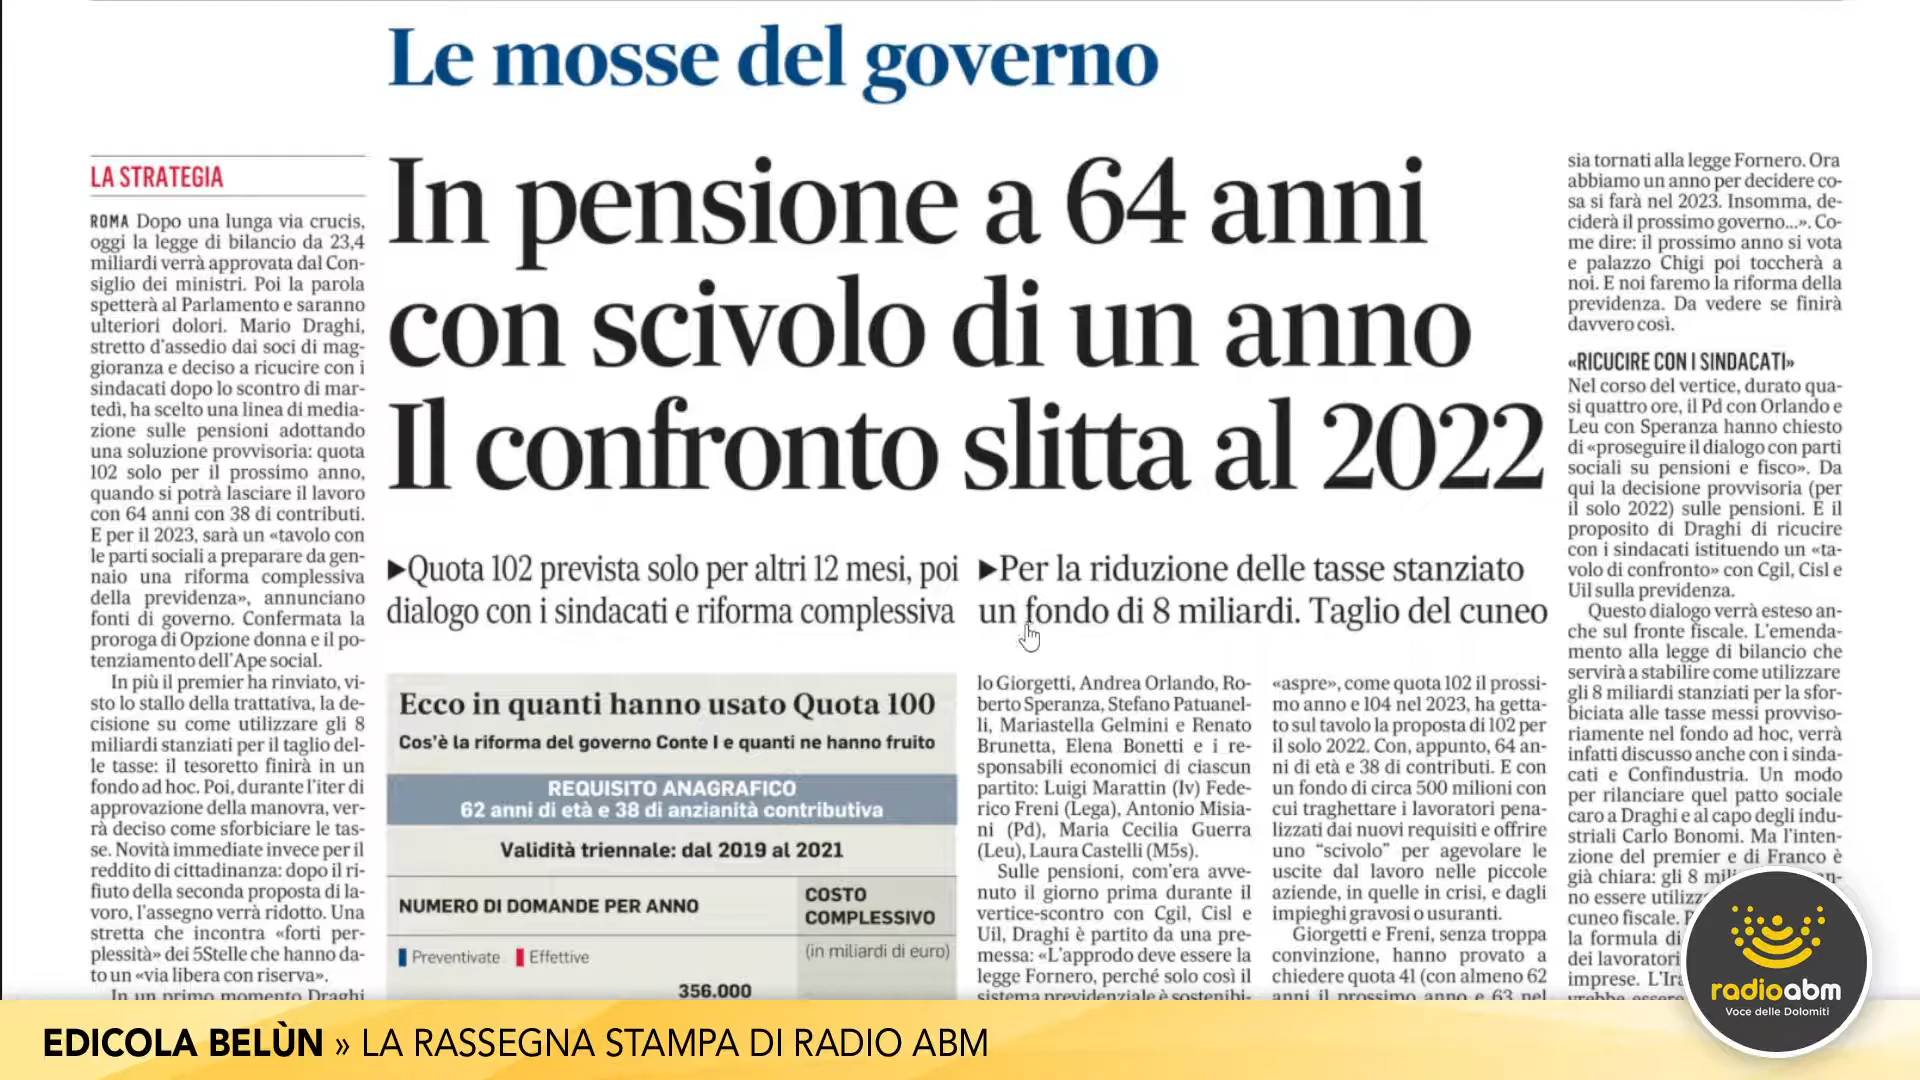 Le mosse del governo
LA STRATEGIA
ROMA Dopo una lunga via crucis,
oggi la legge di bilancio da 23,4
miliardi verrà approvata dal Con-
siglio dei ministri. Poi la parola
spetterà al Parlamento e saranno
ulteriori dolori. Mario Draghi,
stretto d'assedio dai soci di mag-
gioranza e deciso a ricucire con i
sindacati dopo lo scontro di mar-
tedì, ha scelto una linea di media-
zione sulle pensioni adottando
una soluzione provvisoria: quota
102 solo per il prossimo anno,
quando si potrà lasciare il lavoro
con 64 anni con 38 di contributi.
E per il 2023, sarà un «tavolo con
le parti sociali a preparare da gen-
naio una riforma complessiva
della previdenza», annunciano
fonti di governo. Confermata la
proroga di Opzione donna e il po-
tenziamento dell'Ape social.
In più il premier ha rinviato, vi-
sto lo stallo della trattativa, la de-
cisione su come utilizzare gli 8
miliardi stanziati per il taglio del-
le tasse: il tesoretto finirà in un
fondo ad hoc. Poi, durante l'iter di
approvazione della manovra, ver-
rà deciso come sforbiciare le tas-
se. Novità immediate invece per il
reddito di cittadinanza: dopo il ri-
fiuto della seconda proposta di la-
voro, l'assegno verrà ridotto. Una
stretta che incontra «forti per-
plessità» dei 5Stelle che hanno da-
to un «via libera con riserva».
In un primo momento Draghi
In pensione a 64 anni
con scivolo di un anno
Il confronto slitta al 2022
▶Quota 102 prevista solo per altri 12 mesi, poi
dialogo con i sindacati e riforma complessiva
▶Per la riduzione delle tasse stanziato
un fondo di 8 miliardi. Taglio del cuneo
Ecco in quanti hanno usato Quota 100
Cos'è la riforma del governo Conte I e quanti ne hanno fruito
REQUISITO ANAGRAFICO
62 anni di età e 38 di anzianità contributiva
Validità triennale: dal 2019 al 2021
NUMERO DI DOMANDE PER ANNO
COSTO
COMPLESSIVO
(in miliardi di euro)
Preventivate Effettive
356.000
lo Giorgetti, Andrea Orlando, Ro-
berto Speranza, Stefano Patuanel-
li, Mariastella Gelmini e Renato
Brunetta, Elena Bonetti e i re-
sponsabili economici di ciascun
partito: Luigi Marattin (Iv) Fede-
rico Freni (Lega), Antonio Misia-
ni (Pd), Maria Cecilia Guerra
(Leu), Laura Castelli (M5s).
Sulle pensioni, com'era avve-
nuto il giorno prima durante il
vertice-scontro con Cgil, Cisl e
Uil, Draghi è partito da una pre-
messa: «L'approdo deve essere la
legge Fornero, perché solo così il
sistema previdenziale è sostenibi-
«aspre», come quota 102 il prossi-
mo anno e 104 nel 2023, ha getta-
to sul tavolo la proposta di 102 per
il solo 2022. Con, appunto, 64 an-
ni di età e 38 di contributi. E con
un fondo di circa 500 milioni con
cui traghettare i lavoratori pena-
lizzati dai nuovi requisiti e offrire
uno "scivolo" per agevolare le
uscite dal lavoro nelle piccole
aziende, in quelle in crisi, e dagli
impieghi gravosi o usuranti.
Giorgetti e Freni, senza troppa
convinzione, hanno provato a
chiedere quota 41 (con almeno 62
anni il prossimo anno e 63 nel
sia tornati alla legge Fornero. Ora
abbiamo un anno per decidere co-
sa si farà nel 2023. Insomma, de-
ciderà il prossimo governo...». Co-
me dire: il prossimo anno si vota
e palazzo Chigi poi toccherà a
noi. E noi faremo la riforma della
previdenza. Da vedere se finirà
davvero così.
«RICUCIRE CON I SINDACATI»
Nel corso del vertice, durato qua-
si quattro ore, il Pd con Orlando e
Leu con Speranza hanno chiesto
di «proseguire il dialogo con parti
sociali su pensioni e fisco». Da
qui la decisione provvisoria (per
il solo 2022) sulle pensioni. E il
proposito di Draghi di ricucire
con i sindacati istituendo un «ta-
volo di confronto» con Cgil, Cisl e
Uil sulla previdenza.
Questo dialogo verrà esteso an-
che sul fronte fiscale. L'emenda-
mento alla legge di bilancio che
servirà a stabilire come utilizzare
gli 8 miliardi stanziati per la sfor-
biciata alle tasse messi provviso-
riamente nel fondo ad hoc, verrà
infatti discusso anche con i sinda-
cati e Confindustria. Un modo
per rilanciare quel patto sociale
caro a Draghi e al capo degli indu-
striali Carlo Bonomi. Ma l'inten-
zione del premier e di Franco è
già chiara: gli 8
no essere
cuneo fiscale.
la formula di
dei lavoratori
imprese.
radioabm
Voce delle Dolomiti
EDICOLA BELÙN » LA RASSEGNA STAMPA DI RADIO ABM